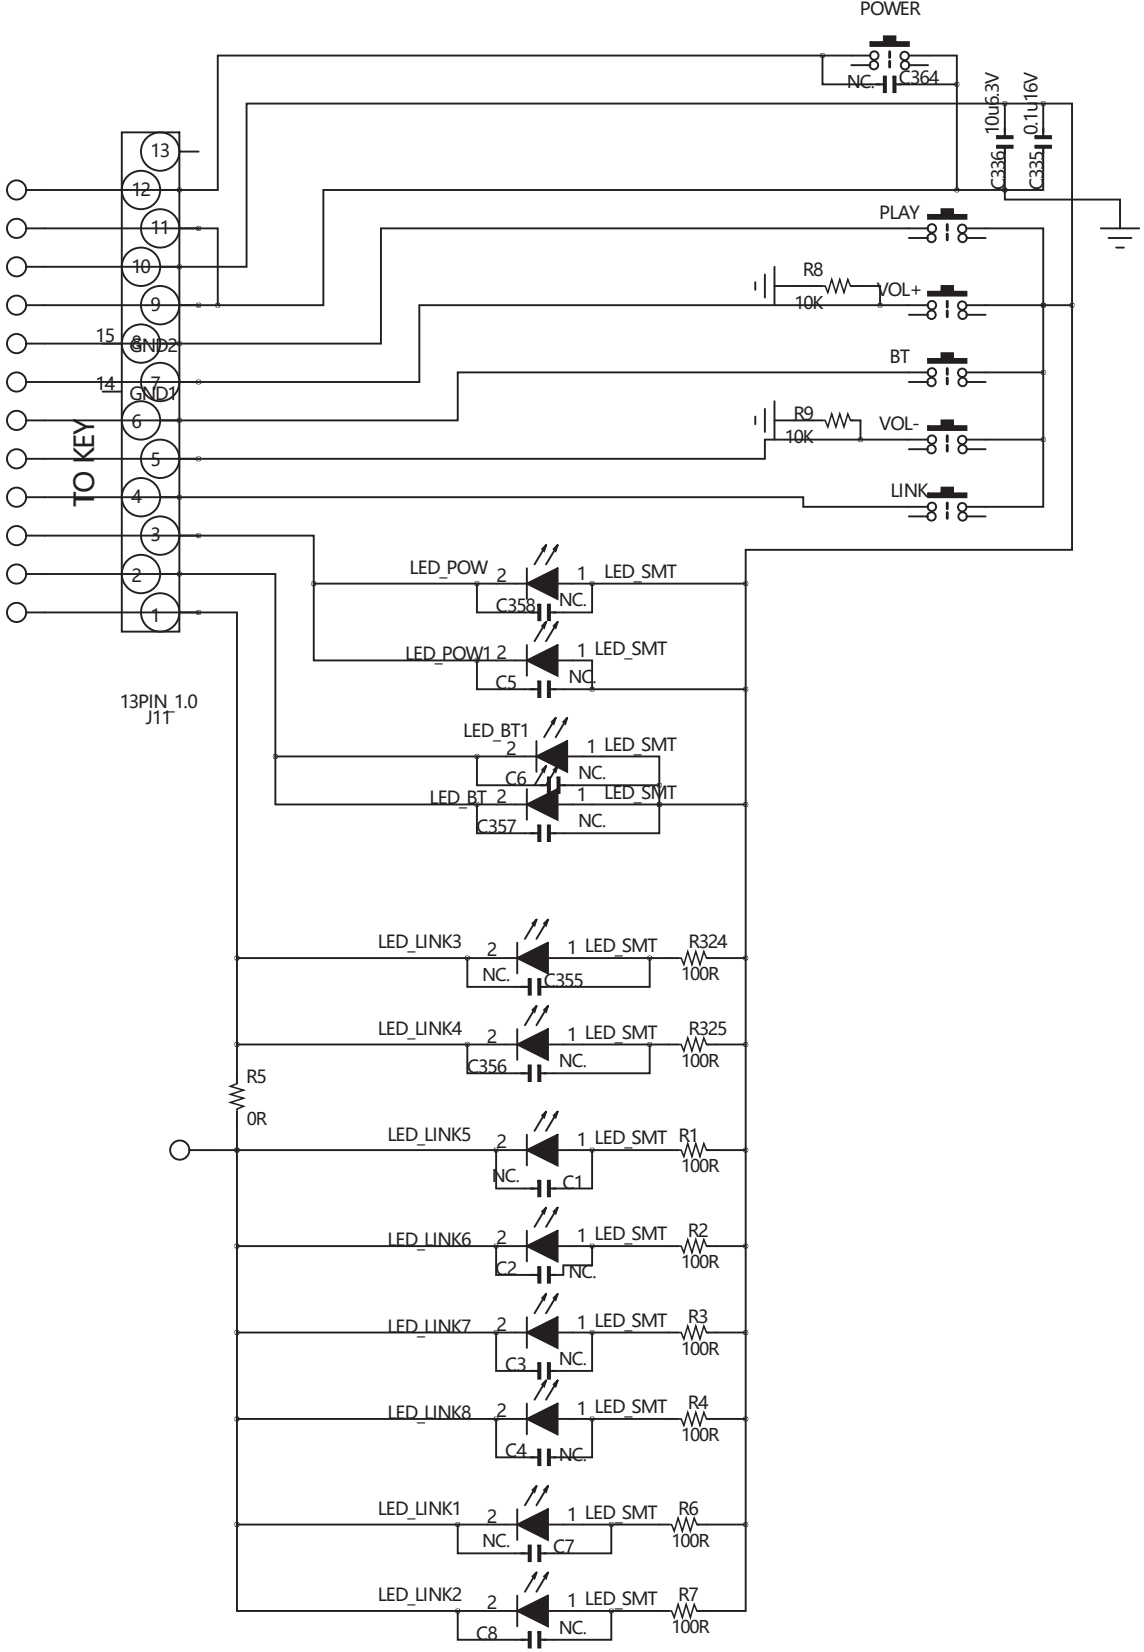 POWER
NC.
C364
10u6.3V
0.1u16V
C336
C335
13
12
11
10
9
15
8
GND2
14
7
GND1
6
5
4
3
2
1
TO KEY
13PIN_1.0
J11
PLAY
R8
10K
VOL+
BT
R9
10K
VOL-
LINK
LED_POW 2 1 LED_SMT
C358 NC.
LED_POW1 2 1 LED_SMT
C5 NC.
LED_BT1
2 1 LED_SMT
C6 NC.
LED_BT 2 1 LED_SMT
C357 NC.
LED_LINK3 2 1 LED_SMT R324
NC. C355 100R
LED_LINK4 2 1 LED_SMT R325
C356 NC. 100R
R5
0R
LED_LINK5 2 1 LED_SMT R1
NC. C1 100R
LED_LINK6 2 1 LED_SMT R2
C2 NC. 100R
LED_LINK7 2 1 LED_SMT R3
C3 NC. 100R
LED_LINK8 2 1 LED_SMT R4
C4 NC. 100R
LED_LINK1 2 1 LED_SMT R6
NC. C7 100R
LED_LINK2 2 1 LED_SMT R7
C8 NC. 100R